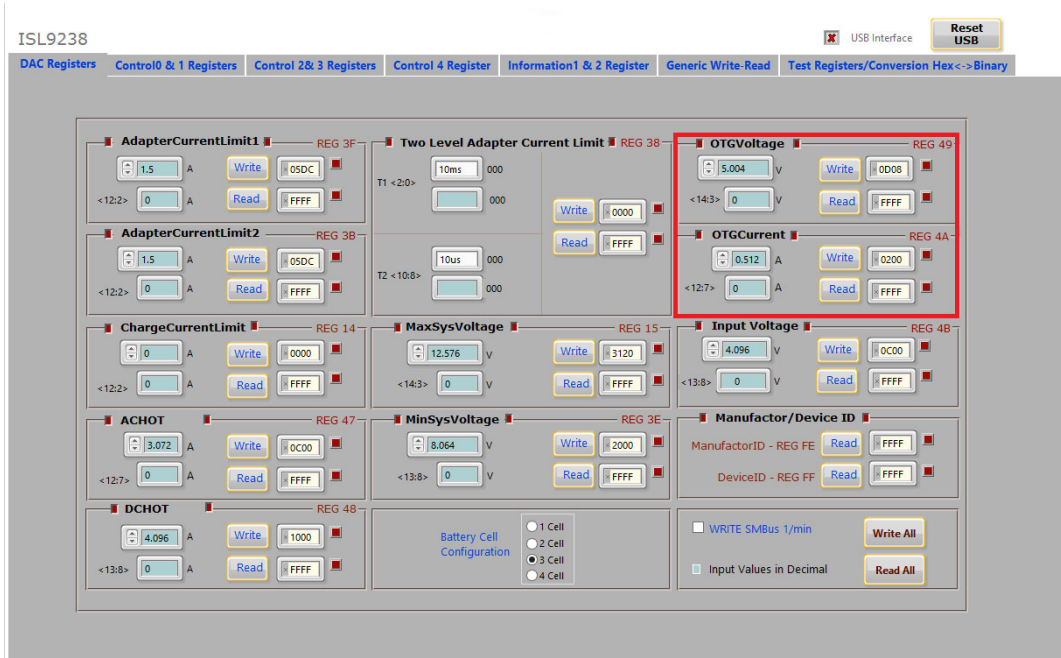 ISL9238
USB Interface
Reset USB
DAC Registers Control0 & 1 Registers Control 2& 3 Registers Control 4 Register Information1 & 2 Register Generic Write-Read Test Registers/Conversion Hex<->Binary
AdapterCurrentLimit1 REG 3F
1.5 A Write 05DC
<12:2> 0 A Read FFFF
AdapterCurrentLimit2 REG 3B
1.5 A Write 05DC
<12:2> 0 A Read FFFF
ChargeCurrentLimit REG 14
0 A Write 0000
<12:2> 0 A Read FFFF
ACHOT REG 47
3.072 A Write 0C00
<12:7> 0 A Read FFFF
DCHOT REG 48
4.096 A Write 1000
<13:8> 0 A Read FFFF
Two Level Adapter Current Limit REG 38
10ms 000
T1 <2:0>
000
Write 0000
Read FFFF
10us 000
T2 <10:8>
000
MaxSysVoltage REG 15
12.576 V Write 3120
<14:3> 0 V Read FFFF
MinSysVoltage REG 3E
8.064 V Write 2000
<13:8> 0 V Read FFFF
Battery Cell Configuration
1 Cell
2 Cell
3 Cell
4 Cell
OTGVoltage REG 49
5.004 V Write 0D08
<14:3> 0 V Read FFFF
OTGCurrent REG 4A
0.512 A Write 0200
<12:7> 0 A Read FFFF
Input Voltage REG 4B
4.096 V Write 0C00
<13:8> 0 V Read FFFF
Manufactor/Device ID
ManufactorID - REG FE Read FFFF
DeviceID - REG FF Read FFFF
WRITE SMBus 1/min Write All
Input Values in Decimal Read All